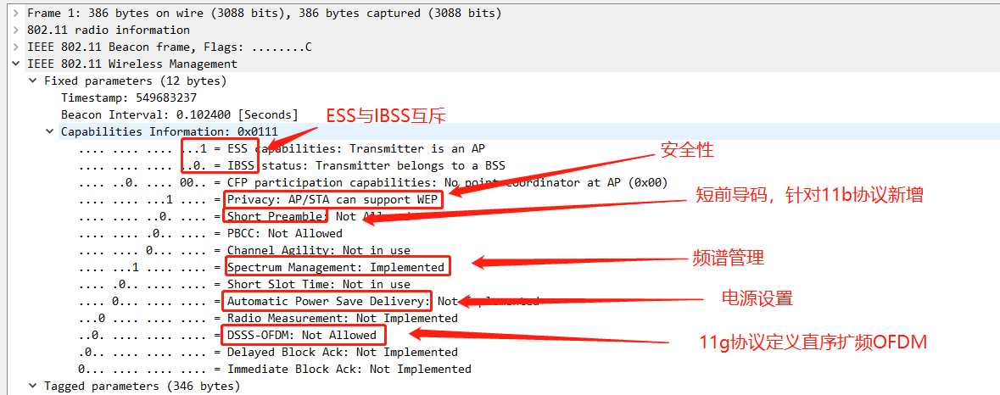 Frame 1: 386 bytes on wire (3088 bits), 386 bytes captured (3088 bits)
802.11 radio information
IEEE 802.11 Beacon frame, Flags: ........C
IEEE 802.11 Wireless Management
Fixed parameters (12 bytes)
Timestamp: 549683237
Beacon Interval: 0.102400 [Seconds]
ESS与IBSS互斥
Capabilities Information: 0x0111
.... .... .... ...1 = ESS capabilities: Transmitter is an AP
安全性
.... .... .... ..0. = IBSS status: Transmitter belongs to a BSS
.... ..0. .... 00.. = CFP participation capabilities: No point coordinator at AP (0x00)
.... .... ...1 .... = Privacy: AP/STA can support WEP
短前导码，针对11b协议新增
.... .... ..0. .... = Short Preamble: Not Allowed
.... .... .0.. .... = PBCC: Not Allowed
.... .... 0... .... = Channel Agility: Not in use
频谱管理
.... ...1 .... .... = Spectrum Management: Implemented
.... .0.. .... .... = Short Slot Time: Not in use
电源设置
.... 0... .... .... = Automatic Power Save Delivery: Not Implemented
...0 .... .... .... = Radio Measurement: Not Implemented
..0. .... .... .... = DSSS-OFDM: Not Allowed
11g协议定义直序扩频OFDM
.0.. .... .... .... = Delayed Block Ack: Not Implemented
0... .... .... .... = Immediate Block Ack: Not Implemented
Tagged parameters (346 bytes)